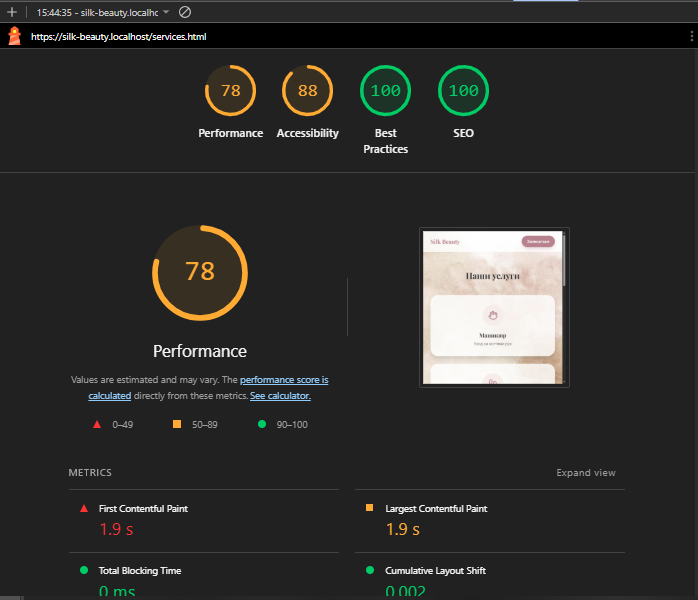 15:44:35 - silk-beauty.localhc
https://silk-beauty.localhost/services.html
78
88
100
100
Performance
Accessibility
Best
Practices
SEO
78
Performance
Values are estimated and may vary. The performance score is
calculated directly from these metrics. See calculator.
0–49
50–89
90–100
Silk Beauty
Записаться
Наши услуги
Маникюр
METRICS
Expand view
First Contentful Paint
1.9 s
Largest Contentful Paint
1.9 s
Total Blocking Time
0 ms
Cumulative Layout Shift
0.002